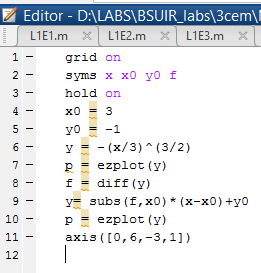 Editor - D:\LABS\BSUIR_labs\3cem\
L1E1.m L1E2.m L1E3.m
1 - grid on
2 - syms x x0 y0 f
3 - hold on
4 - x0 = 3
5 - y0 = -1
6 - y = -(x/3)^(3/2)
7 - p = ezplot(y)
8 - f = diff(y)
9 - y= subs(f,x0)*(x-x0)+y0
10 - p = ezplot(y)
11 - axis([0,6,-3,1])
12